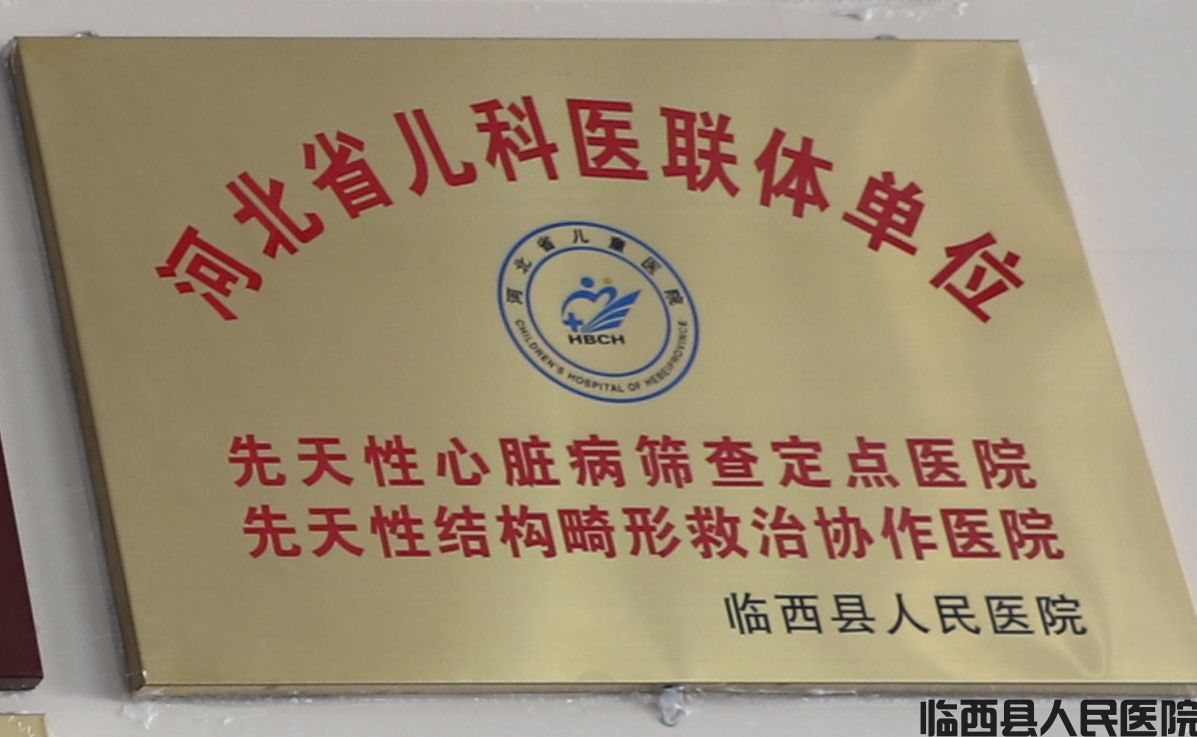 河北省儿科医联体单位
河北省儿童医院
HBCH
CHILDREN'S HOSPITAL OF HEBEIPROVINCE
先天性心脏病筛查定点医院
先天性结构畸形救治协作医院
临西县人民医院
临西县人民医院